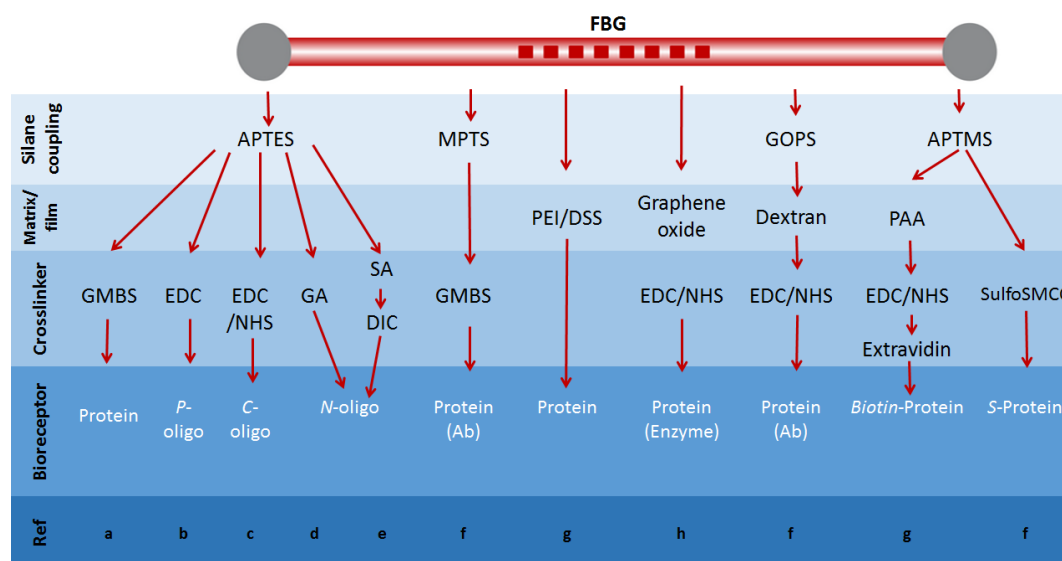 FBG
Silane
coupling
APTES
MPTS
GOPS
APTMS
Matrix/
film
PEI/DSS
Graphene
oxide
Dextran
PAA
Crosslinker
GMBS
EDC
EDC
/NHS
GA
SA
DIC
GMBS
EDC/NHS
EDC/NHS
EDC/NHS
Extravidin
SulfoSMCC
Bioreceptor
Protein
P-
oligo
C-
oligo
N-oligo
Protein
(Ab)
Protein
Protein
(Enzyme)
Protein
(Ab)
Biotin-Protein
S-Protein
Ref
a
b
c
d
e
f
g
h
f
g
f